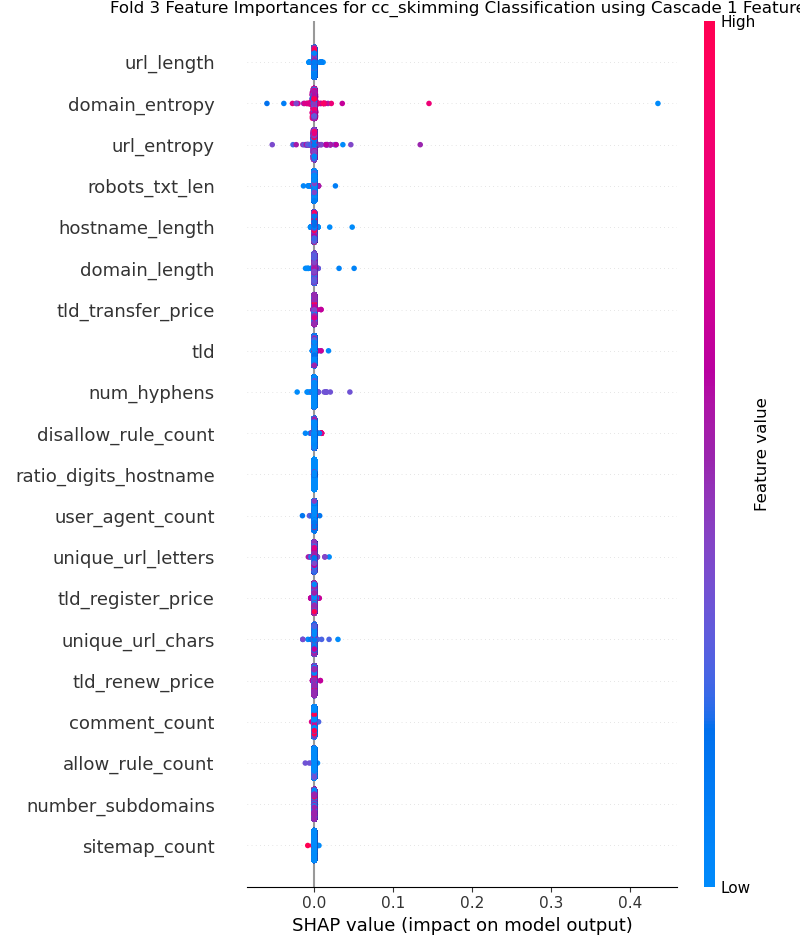 Fold 3 Feature Importances for cc_skimming Classification using Cascade 1 Feature
High
url_length
domain_entropy
url_entropy
robots_txt_len
hostname_length
domain_length
tld_transfer_price
tld
num_hyphens
disallow_rule_count
ratio_digits_hostname
user_agent_count
unique_url_letters
tld_register_price
unique_url_chars
tld_renew_price
comment_count
allow_rule_count
number_subdomains
sitemap_count
Feature value
Low
0.0 0.1 0.2 0.3 0.4
SHAP value (impact on model output)